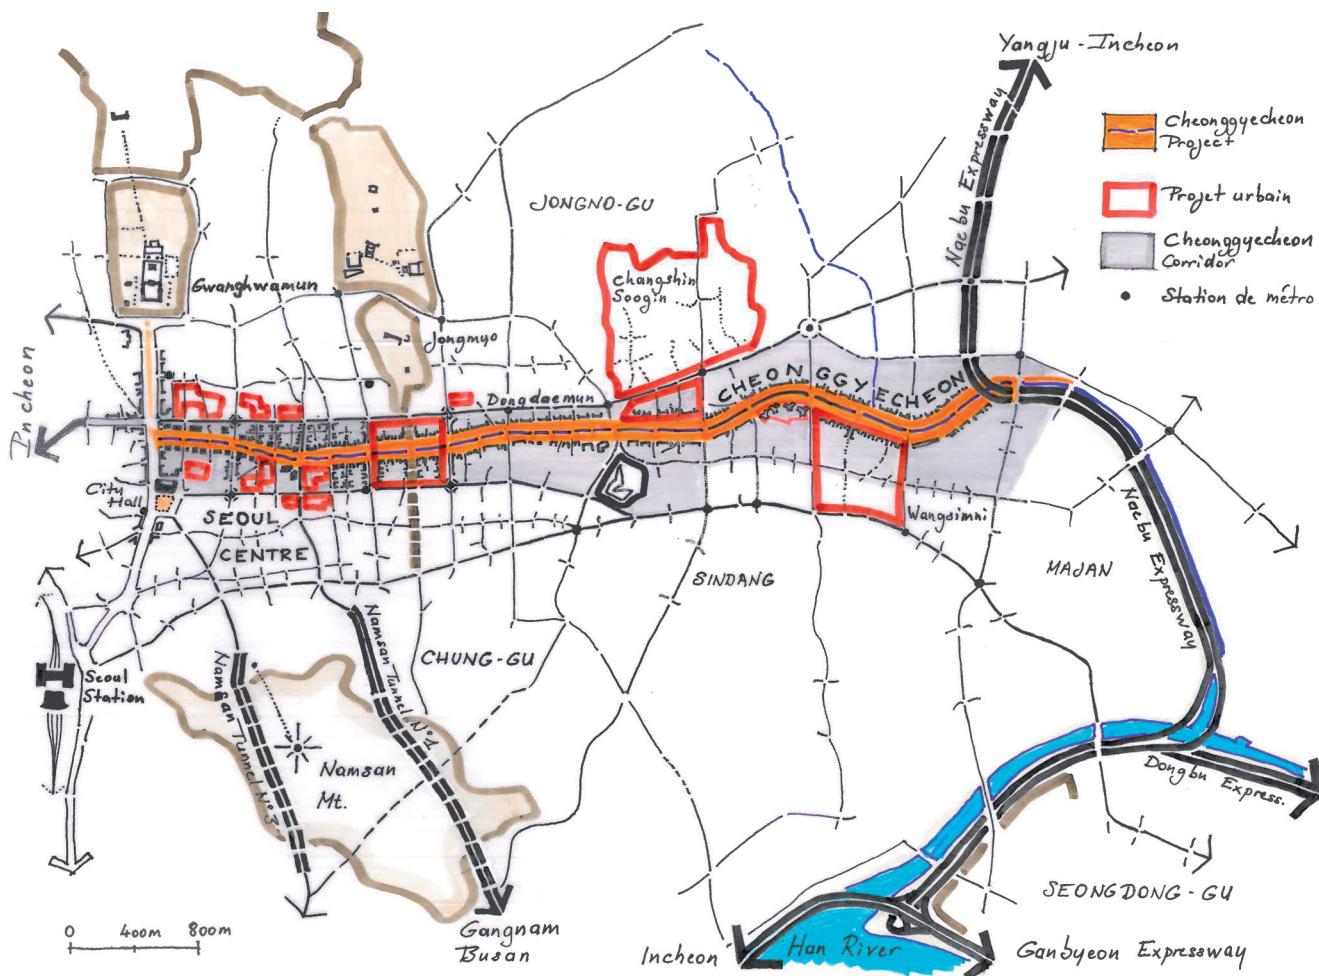 Yangju-Incheon
Naebu Expressway
Cheonggyecheon
Project
Projet urbain
Cheonggyecheon
Corridor
Station de métro
JONGNO-GU
Changshin
Soogin
Gwanghwamun
Jongmyo
Dongdaemun
CHEONGGYECHEON
Pncheon
City
Hall
SEOUL
CENTRE
Wangsimni
SINDANG
MAJAN
Naebu Expressway
CHUNG-GU
Seoul
Station
Namsan Tunnel N°3
Namsan Tunnel N°1
Namsan
Mt.
Dongbu Express.
SEONGDONG-GU
0 400m 800m
Gangnam
Busan
Incheon
Han River
Ganbyeon Expressway